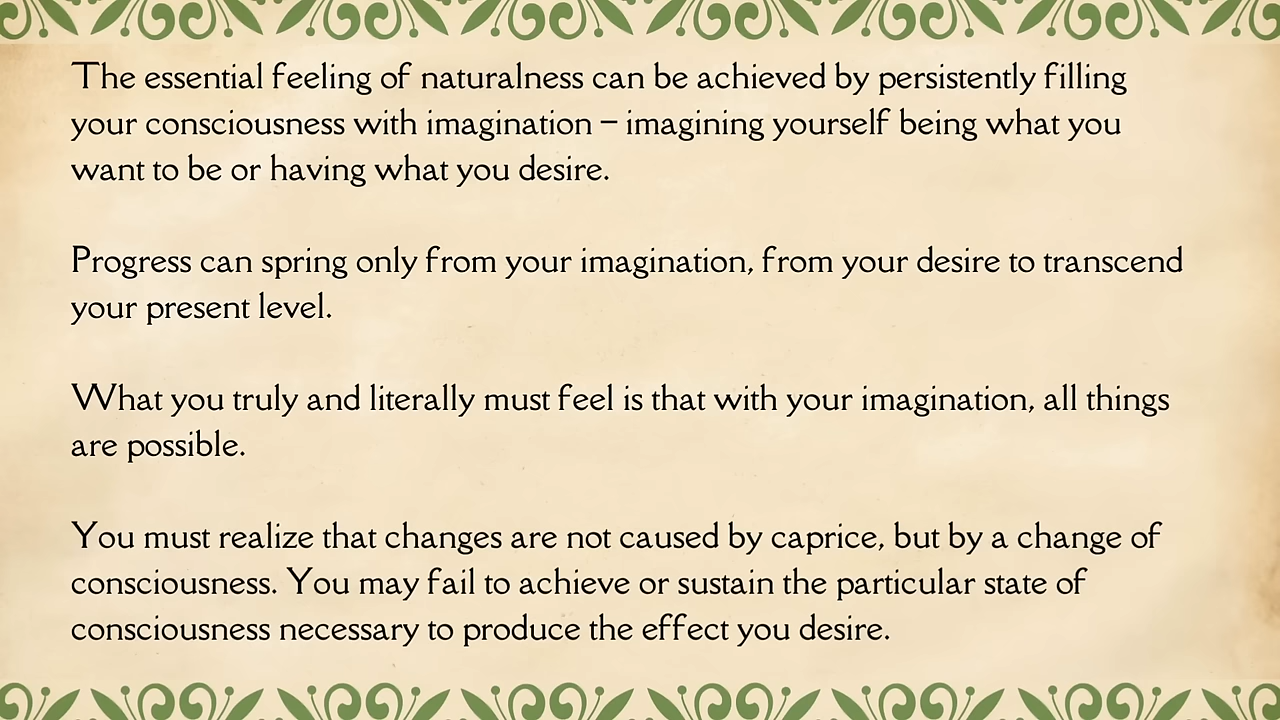 The essential feeling of naturalness can be achieved by persistently filling
your consciousness with imagination – imagining yourself being what you
want to be or having what you desire.
Progress can spring only from your imagination, from your desire to transcend
your present level.
What you truly and literally must feel is that with your imagination, all things
are possible.
You must realize that changes are not caused by caprice, but by a change of
consciousness. You may fail to achieve or sustain the particular state of
consciousness necessary to produce the effect you desire.